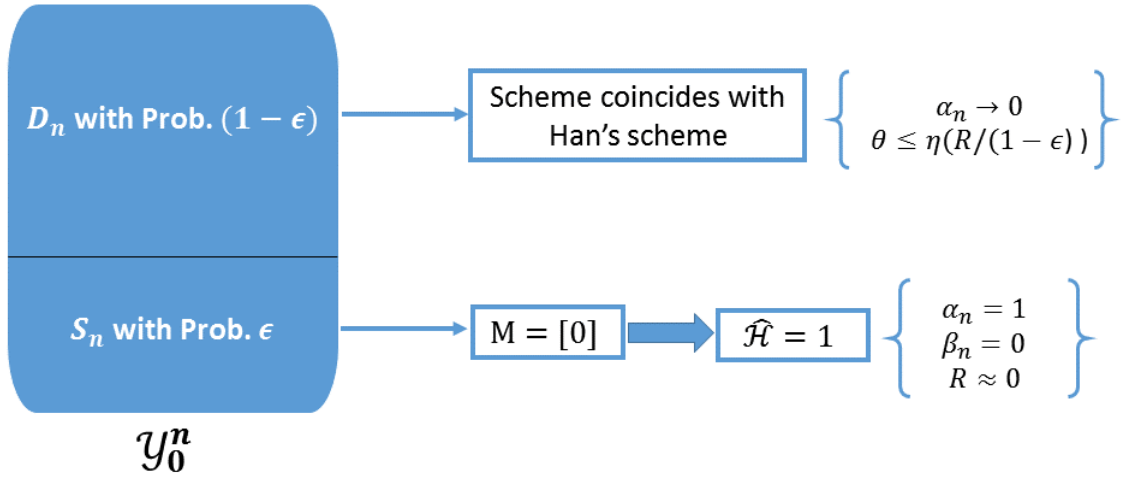 D_n with Prob. (1 − ϵ)
Scheme coincides with
Han's scheme
α_n → 0
θ ≤ η(R/(1 − ϵ) )
S_n with Prob. ϵ
M = [0]
ℋ̂ = 1
α_n = 1
β_n = 0
R ≈ 0
𝒴_0^n